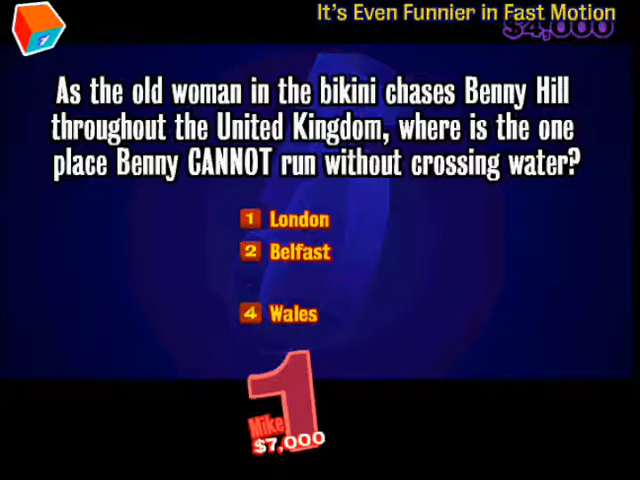 It's Even Funnier in Fast Motion
$4,000
1
As the old woman in the bikini chases Benny Hill
throughout the United Kingdom, where is the one
place Benny CANNOT run without crossing water?
1 London
2 Belfast
4 Wales
1
Mike
$7,000